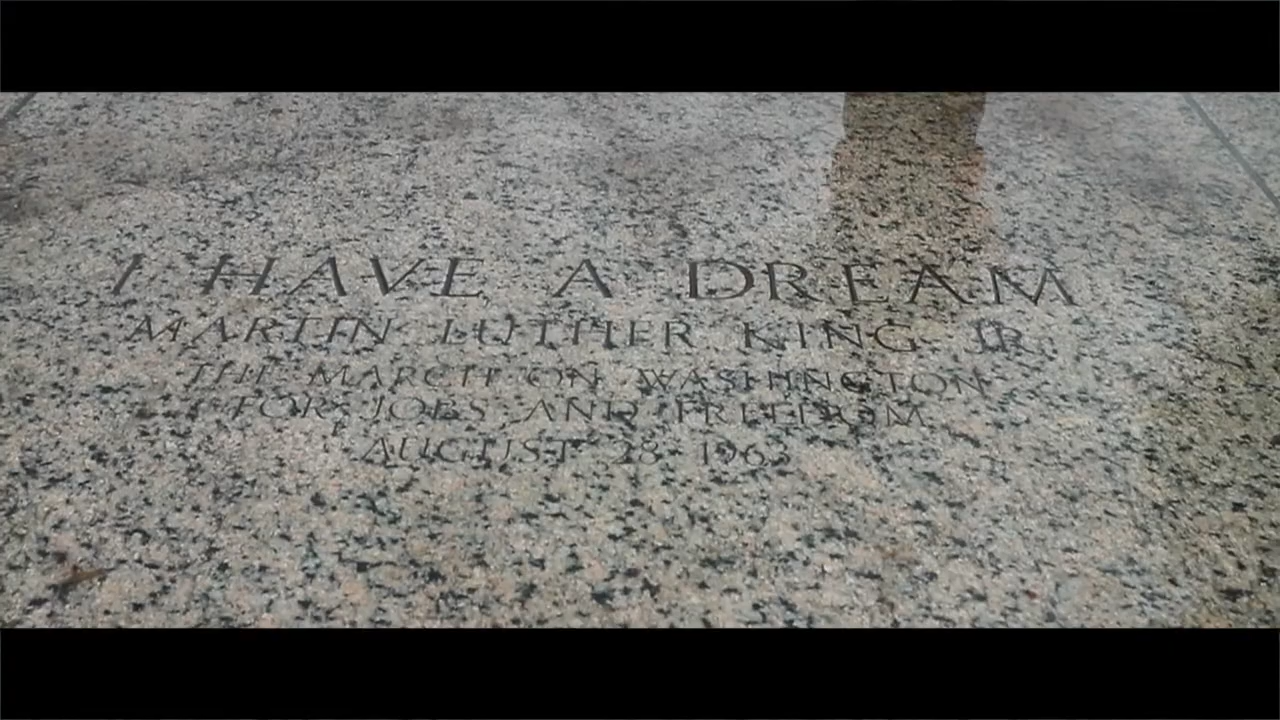 I HAVE A DREAM
MARTIN LUTHER KING JR
THE MARCH ON WASHINGTON
FOR JOBS AND FREEDOM
AUGUST 28 1963